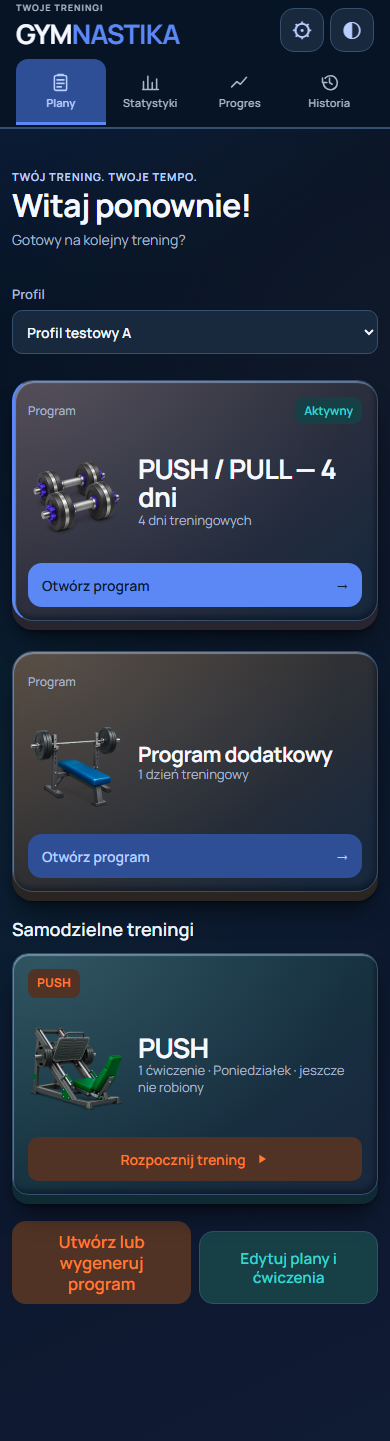 TWOJE TRENINGI
GYMNASTIKA
Plany
Statystyki
Progres
Historia
TWÓJ TRENING. TWOJE TEMPO.
Witaj ponownie!
Gotowy na kolejny trening?
Profil
Profil testowy A
Program
Aktywny
PUSH / PULL — 4
dni
4 dni treningowych
Otwórz program →
Program
Program dodatkowy
1 dzień treningowy
Otwórz program →
Samodzielne treningi
PUSH
PUSH
1 ćwiczenie · Poniedziałek · jeszcze
nie robiony
Rozpocznij trening
Utwórz lub
wygeneruj
program
Edytuj plany i
ćwiczenia